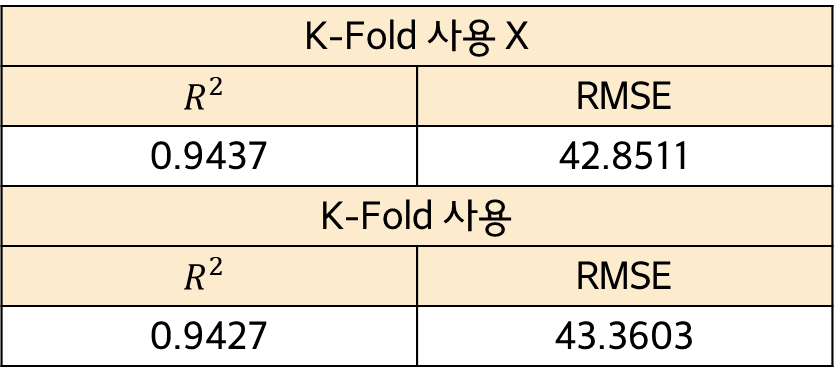 K-Fold 사용 X
R² RMSE
0.9437 42.8511
K-Fold 사용
R² RMSE
0.9427 43.3603